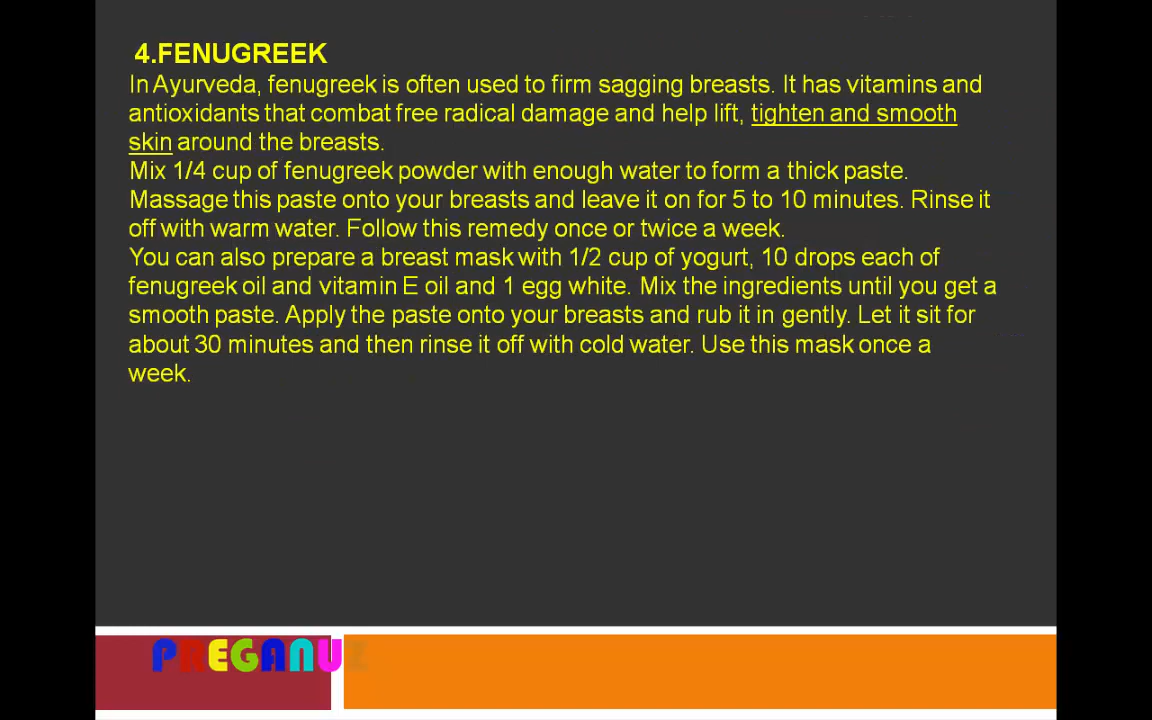 4.FENUGREEK
In Ayurveda, fenugreek is often used to firm sagging breasts. It has vitamins and
antioxidants that combat free radical damage and help lift, tighten and smooth
skin around the breasts.
Mix 1/4 cup of fenugreek powder with enough water to form a thick paste.
Massage this paste onto your breasts and leave it on for 5 to 10 minutes. Rinse it
off with warm water. Follow this remedy once or twice a week.
You can also prepare a breast mask with 1/2 cup of yogurt, 10 drops each of
fenugreek oil and vitamin E oil and 1 egg white. Mix the ingredients until you get a
smooth paste. Apply the paste onto your breasts and rub it in gently. Let it sit for
about 30 minutes and then rinse it off with cold water. Use this mask once a
week.
PREGANUZ